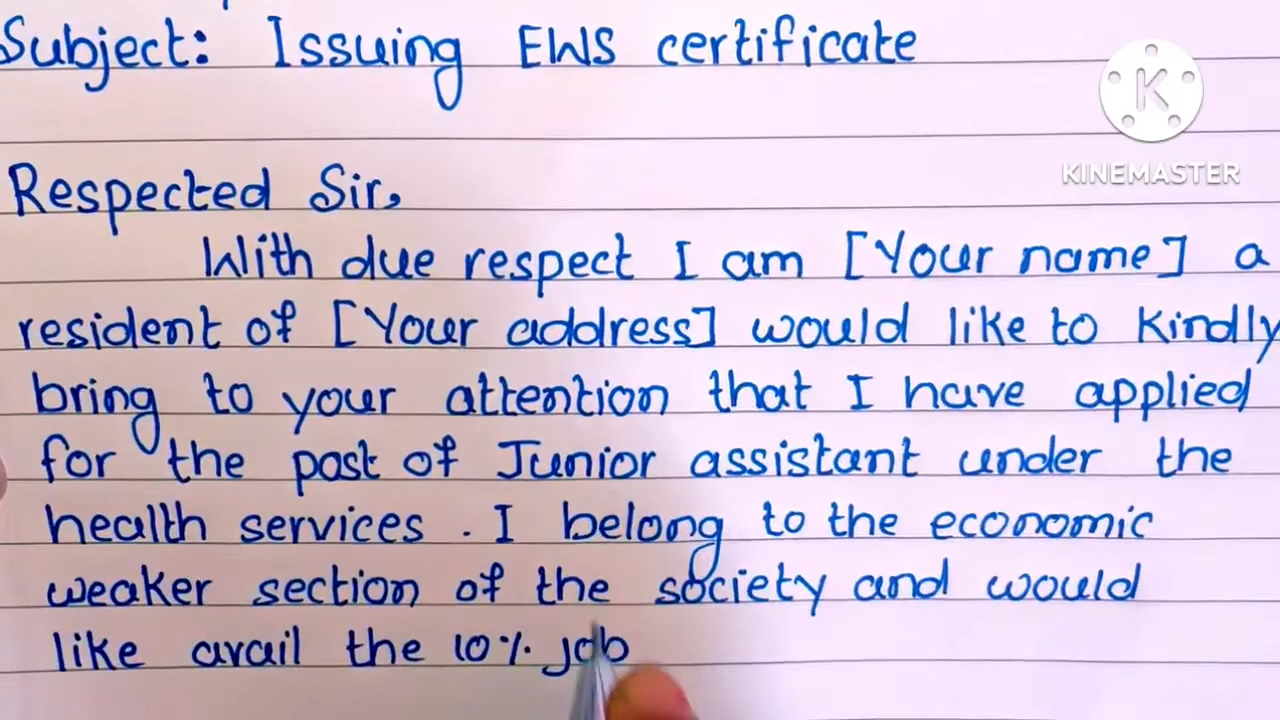 Subject: Issuing EWS certificate
K
KINEMASTER
Respected Sir,
With due respect I am [Your name] a
resident of [Your address] would like to Kindly
bring to your attention that I have applied
for the post of Junior assistant under the
health services. I belong to the economic
weaker section of the society and would
like avail the 10% job